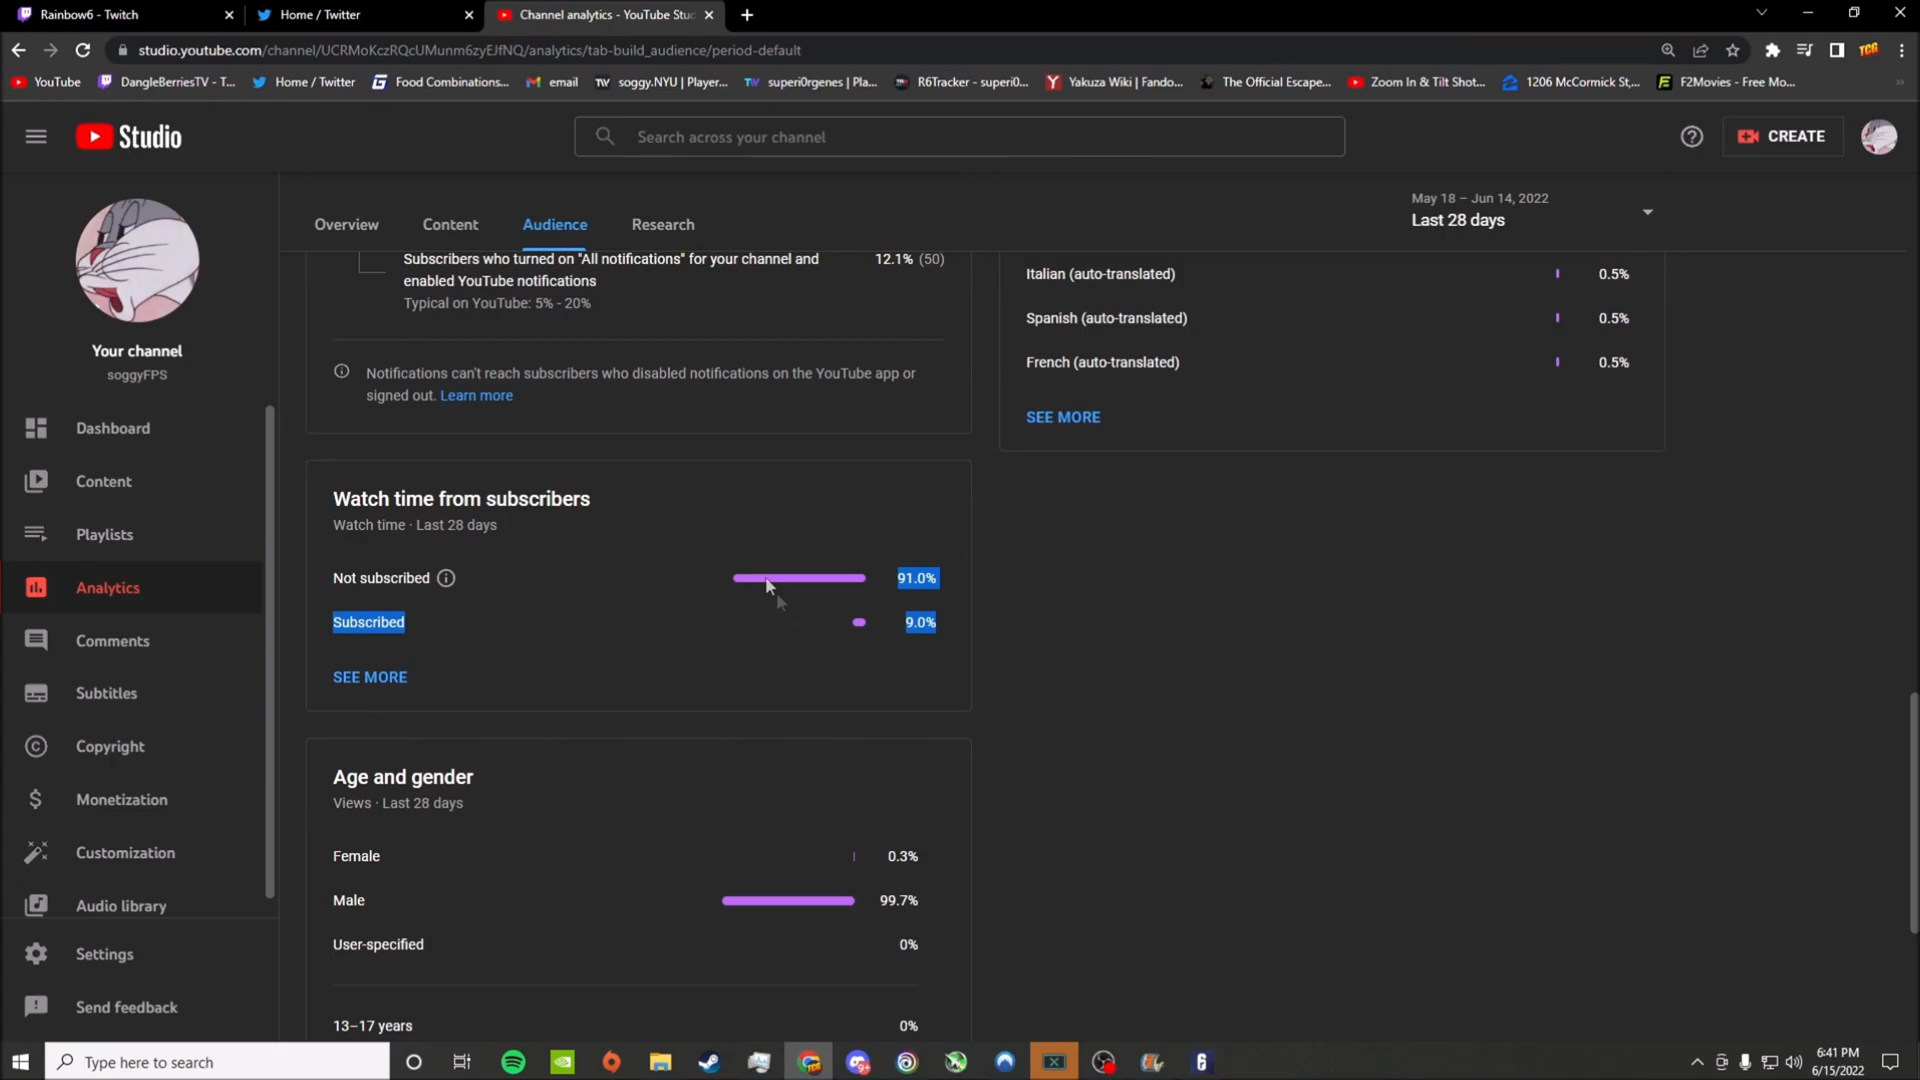 Rainbow6 - Twitch
Home / Twitter
Channel analytics - YouTube Stu
studio.youtube.com/channel/UCRMoKczRQcUMunm6zyEJfNQ/analytics/tab-build_audience/period-default
YouTube
DangleBerriesTV - T...
Home / Twitter
Food Combinations...
email
soggy.NYU | Player...
superi0rgenes | Pla...
R6Tracker - superi0...
Yakuza Wiki | Fando...
The Official Escape...
Zoom In & Tilt Shot...
1206 McCormick St,...
F2Movies - Free Mo...
»
Studio
Search across your channel
CREATE
Your channel
soggyFPS
Dashboard
Content
Playlists
Analytics
Comments
Subtitles
Copyright
Monetization
Customization
Audio library
Settings
Send feedback
Overview
Content
Audience
Research
May 18 – Jun 14, 2022
Last 28 days
Subscribers who turned on "All notifications" for your channel and 12.1% (50)
enabled YouTube notifications
Typical on YouTube: 5% - 20%
Notifications can't reach subscribers who disabled notifications on the YouTube app or
signed out. Learn more
Italian (auto-translated) 0.5%
Spanish (auto-translated) 0.5%
French (auto-translated) 0.5%
SEE MORE
Watch time from subscribers
Watch time · Last 28 days
Not subscribed 91.0%
Subscribed 9.0%
SEE MORE
Age and gender
Views · Last 28 days
Female 0.3%
Male 99.7%
User-specified 0%
13–17 years 0%
Type here to search
9+
6
6:41 PM
6/15/2022